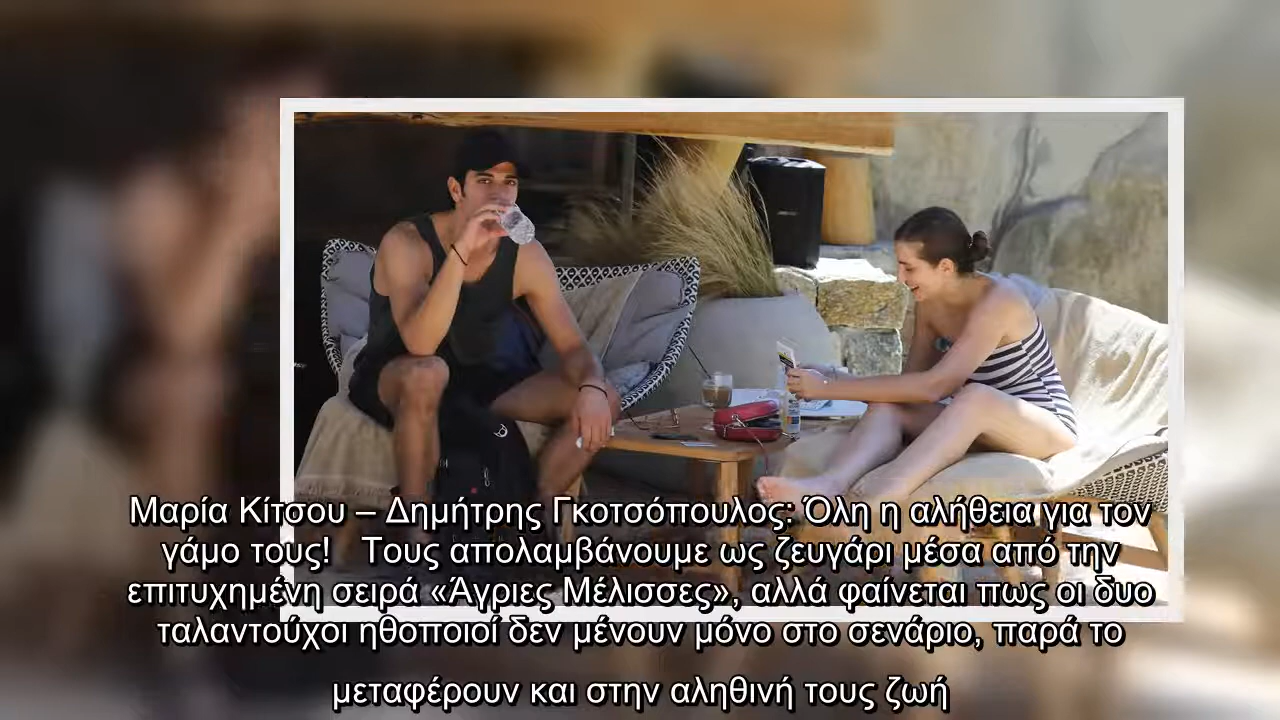 Μαρία Κίτσου – Δημήτρης Γκοτσόπουλος: Όλη η αλήθεια για τον
γάμο τους!   Τους απολαμβάνουμε ως ζευγάρι μέσα από την
επιτυχημένη σειρά «Άγριες Μέλισσες», αλλά φαίνεται πως οι δυο
ταλαντούχοι ηθοποιοί δεν μένουν μόνο στο σενάριο, παρά το
μεταφέρουν και στην αληθινή τους ζωή